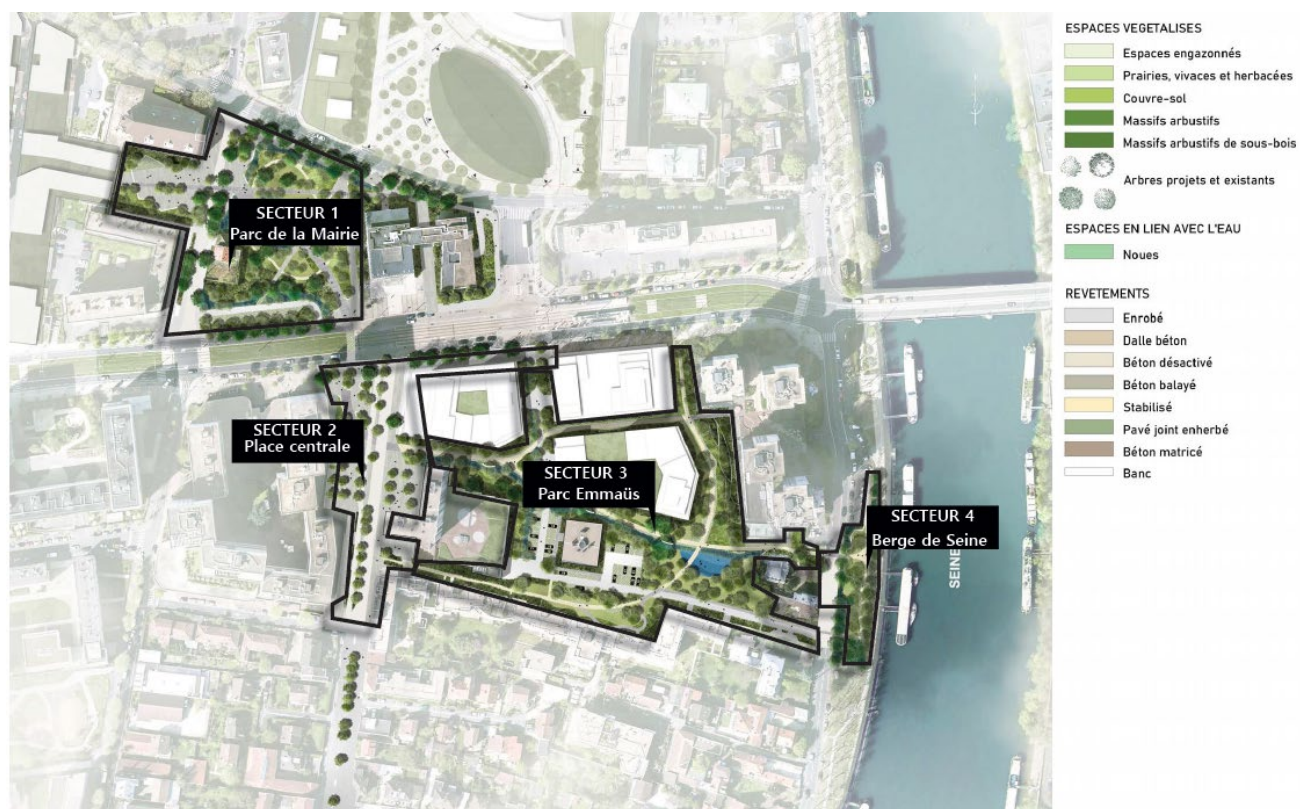 SECTEUR 1
Parc de la Mairie
SECTEUR 2
Place centrale
SECTEUR 3
Parc Emmaüs
SECTEUR 4
Berge de Seine
SEINE
ESPACES VEGETALISES
Espaces engazonnés
Prairies, vivaces et herbacées
Couvre-sol
Massifs arbustifs
Massifs arbustifs de sous-bois
Arbres projets et existants
ESPACES EN LIEN AVEC L'EAU
Noues
REVETEMENTS
Enrobé
Dalle béton
Béton désactivé
Béton balayé
Stabilisé
Pavé joint enherbé
Béton matricé
Banc